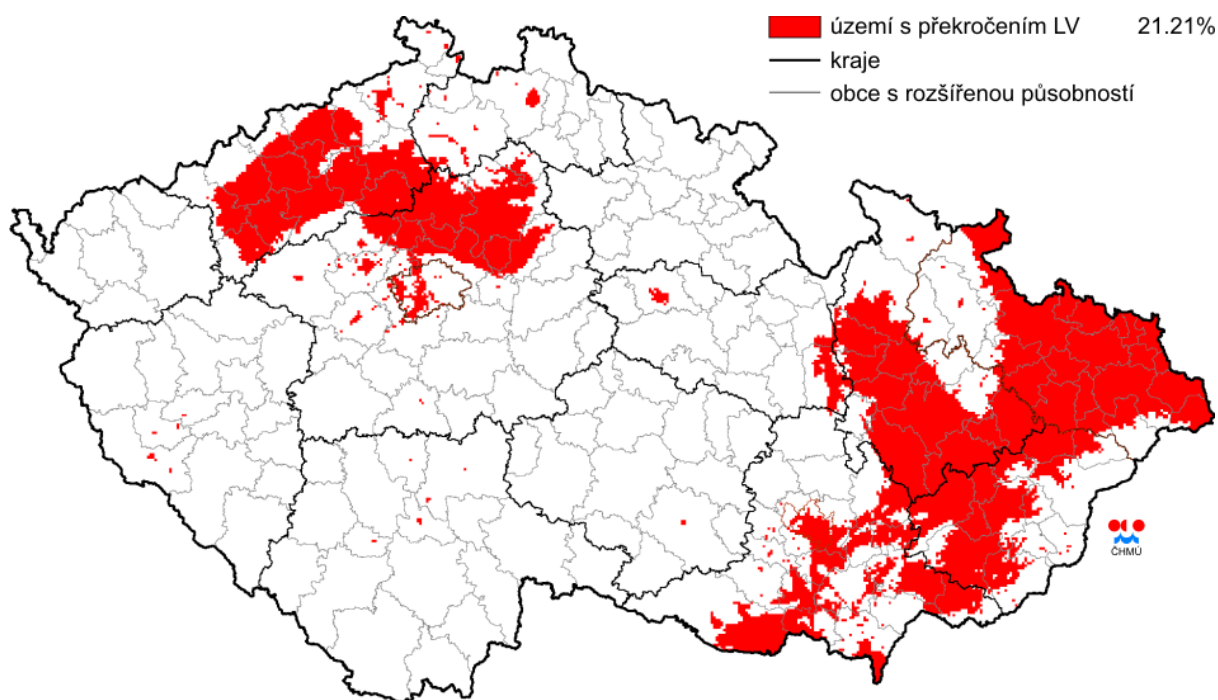 území s překročením LV 21.21%
kraje
obce s rozšířenou působností
ČHMÚ